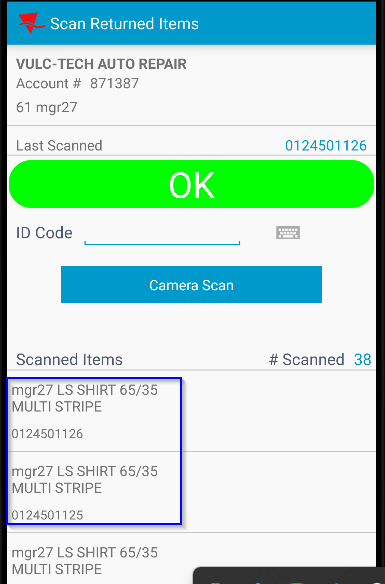 Scan Returned Items
VULC-TECH AUTO REPAIR
Account # 871387
61 mgr27
Last Scanned 0124501126
OK
ID Code
Camera Scan
Scanned Items # Scanned 38
mgr27 LS SHIRT 65/35
MULTI STRIPE
0124501126
mgr27 LS SHIRT 65/35
MULTI STRIPE
0124501125
mgr27 LS SHIRT 65/35
MULTI STRIPE